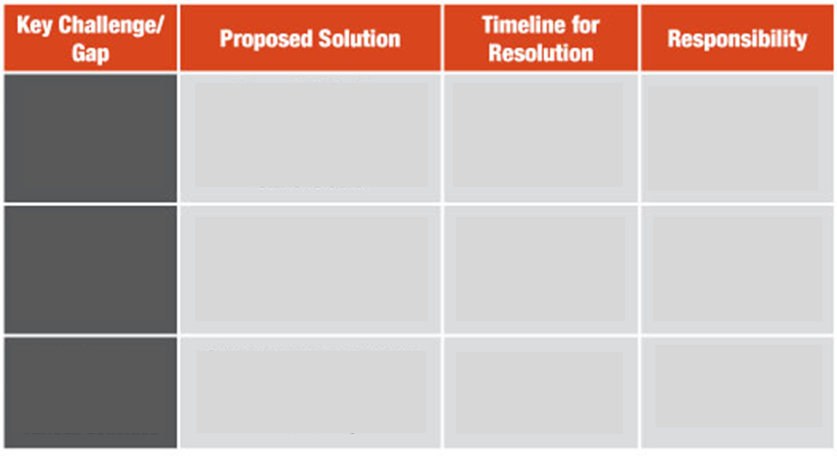 Key Challenge/
Gap
Proposed Solution
Timeline for
Resolution
Responsibility